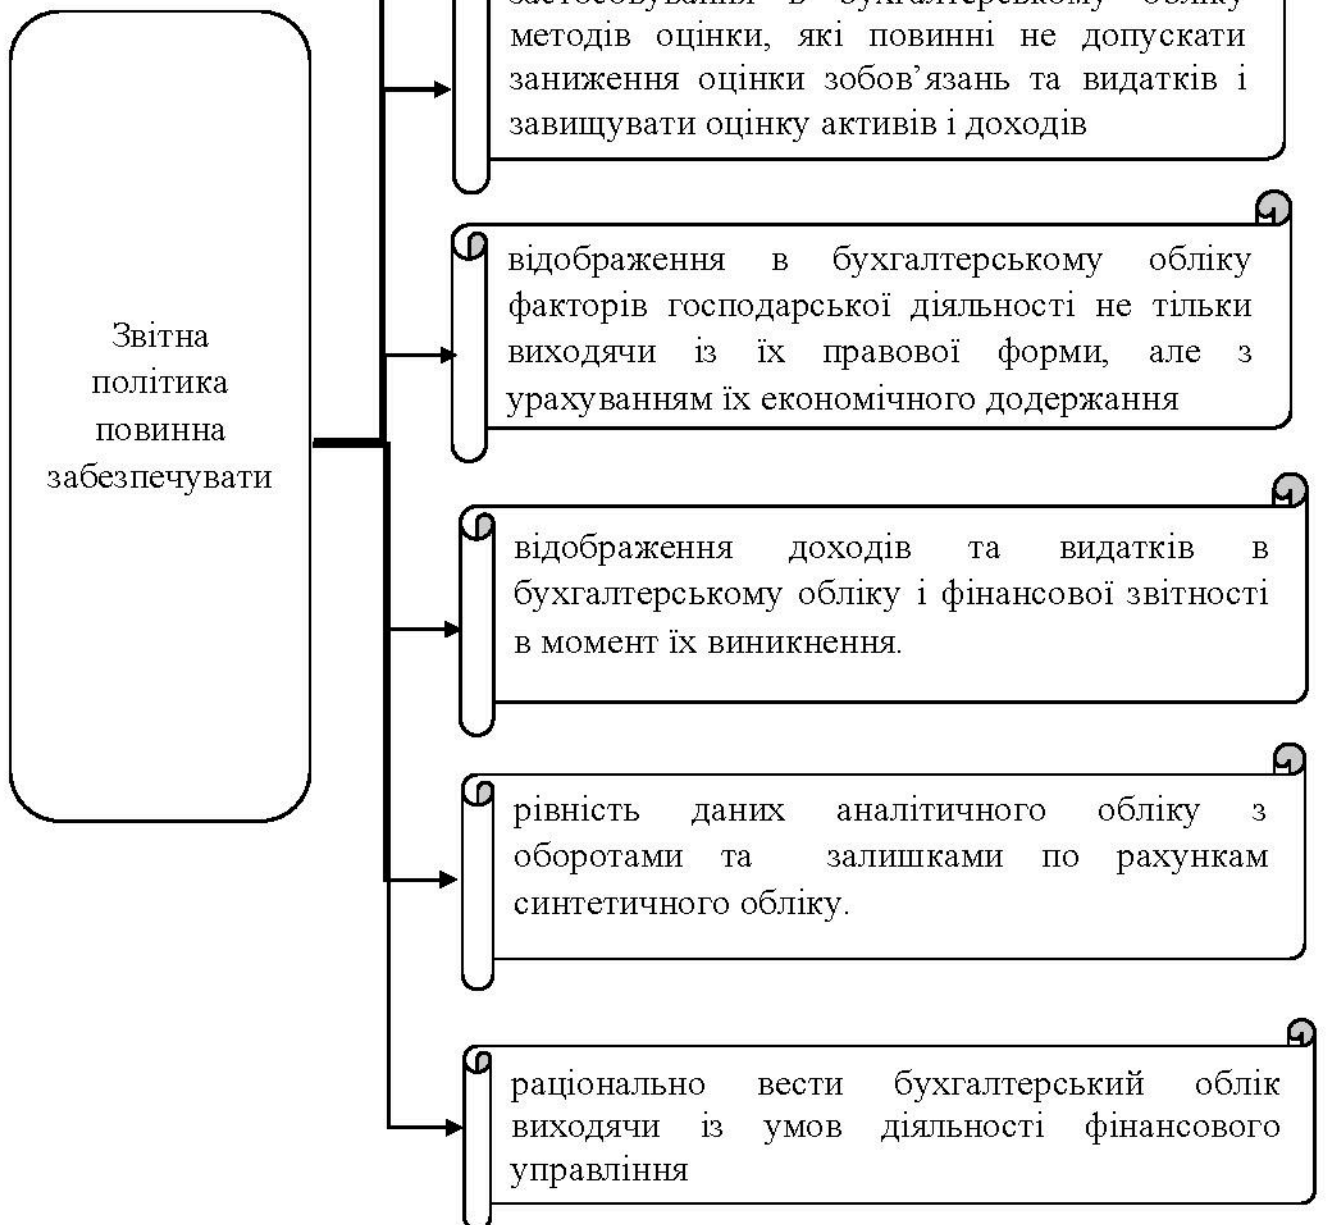 Звітна
політика
повинна
забезпечувати
застосовування в бухгалтерському обліку
методів оцінки, які повинні не допускати
заниження оцінки зобов’язань та видатків і
завищувати оцінку активів і доходів
відображення в бухгалтерському обліку
факторів господарської діяльності не тільки
виходячи із їх правової форми, але з
урахуванням їх економічного додержання
відображення доходів та видатків в
бухгалтерському обліку і фінансової звітності
в момент їх виникнення.
рівність даних аналітичного обліку з
оборотами та залишками по рахункам
синтетичного обліку.
раціонально вести бухгалтерський облік
виходячи із умов діяльності фінансового
управління